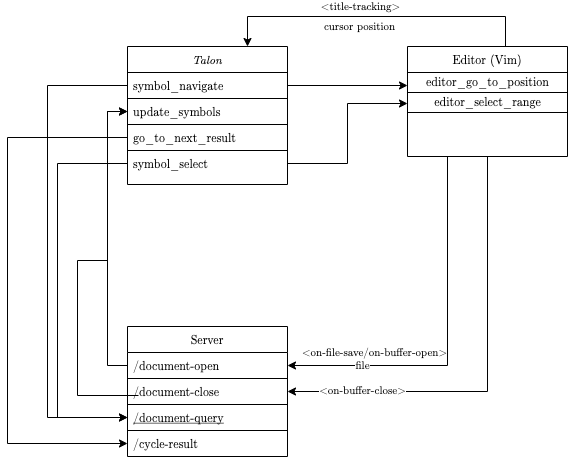 <title-tracking>
cursor position
Talon
symbol_navigate
update_symbols
go_to_next_result
symbol_select
Editor (Vim)
editor_go_to_position
editor_select_range
Server
/document-open
/document-close
/document-query
/cycle-result
<on-file-save/on-buffer-open>
file
<on-buffer-close>